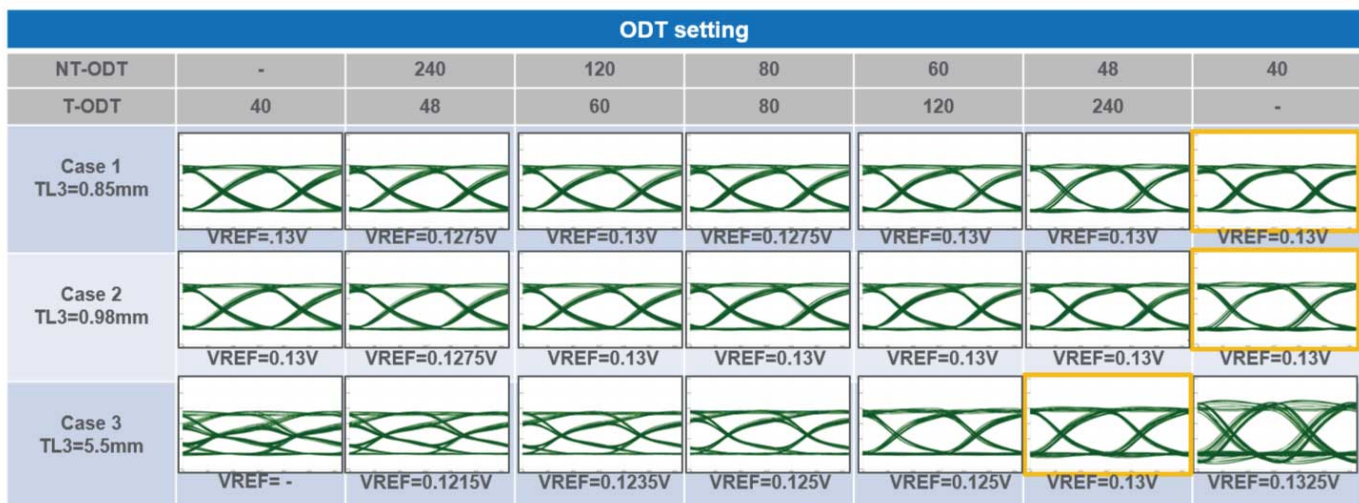 ODT setting
NT-ODT - 240 120 80 60 48 40
T-ODT 40 48 60 80 120 240 -
Case 1
TL3=0.85mm
VREF=.13V VREF=0.1275V VREF=0.13V VREF=0.1275V VREF=0.13V VREF=0.13V VREF=0.13V
Case 2
TL3=0.98mm
VREF=0.13V VREF=0.1275V VREF=0.13V VREF=0.13V VREF=0.13V VREF=0.13V VREF=0.13V
Case 3
TL3=5.5mm
VREF= - VREF=0.1215V VREF=0.1235V VREF=0.125V VREF=0.125V VREF=0.13V VREF=0.1325V